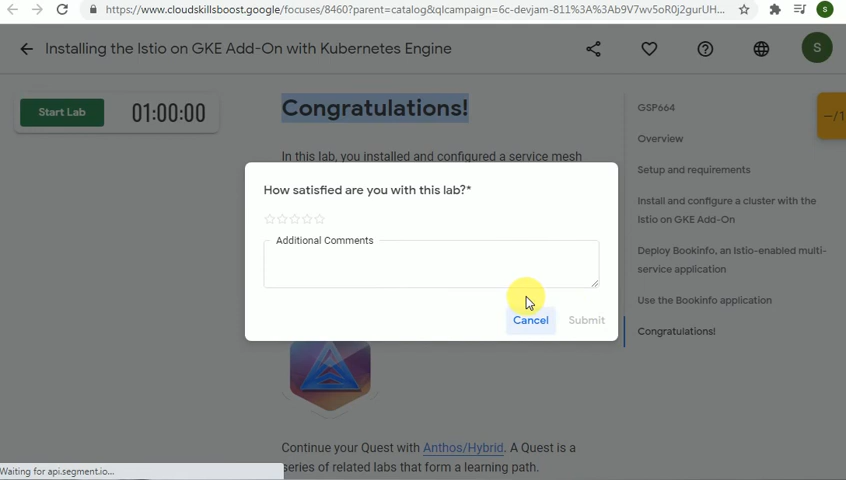 https://www.cloudskillsboost.google/focuses/8460?parent=catalog&qlcampaign=6c-devjam-811%3A%3Ab9V7wv5oR0j2gurUH...
S
Installing the Istio on GKE Add-On with Kubernetes Engine
S
Start Lab
01:00:00
Congratulations!
In this lab, you installed and configured a service mesh
How satisfied are you with this lab?*
Additional Comments
Cancel
Submit
Continue your Quest with Anthos/Hybrid. A Quest is a
series of related labs that form a learning path.
GSP664
Overview
Setup and requirements
Install and configure a cluster with the
Istio on GKE Add-On
Deploy Bookinfo, an Istio-enabled multi-
service application
Use the Bookinfo application
Congratulations!
–/1
Waiting for api.segment.io...